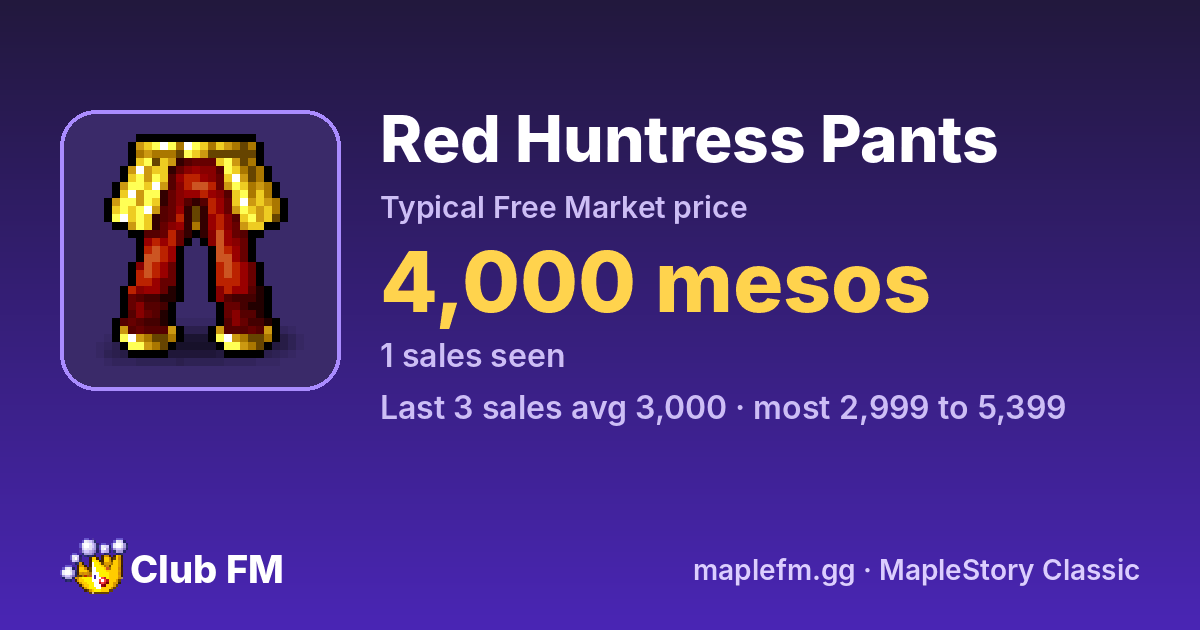 Red Huntress Pants
Typical Free Market price
4,000 mesos
1 sales seen
Last 3 sales avg 3,000 · most 2,999 to 5,399
Club FM
maplefm.gg · MapleStory Classic